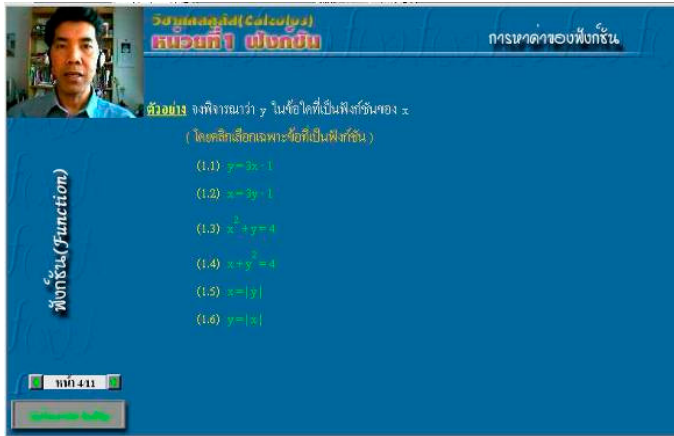 วิชาแคลคูลัส(Calculus)
หน่วยที่ 1 ฟังก์ชัน
การหาค่าของฟังก์ชัน
ตัวอย่าง จงพิจารณาว่า y ในข้อใดที่เป็นฟังก์ชันของ x
( โดยคลิกเลือกเฉพาะข้อที่เป็นฟังก์ชัน )
(1.1) y=3x-1
(1.2) x=3y-1
(1.3) x²+y=4
(1.4) x+y²=4
(1.5) x=|y|
(1.6) y=|x|
ฟังก์ชัน(Function)
หน้า 4/11